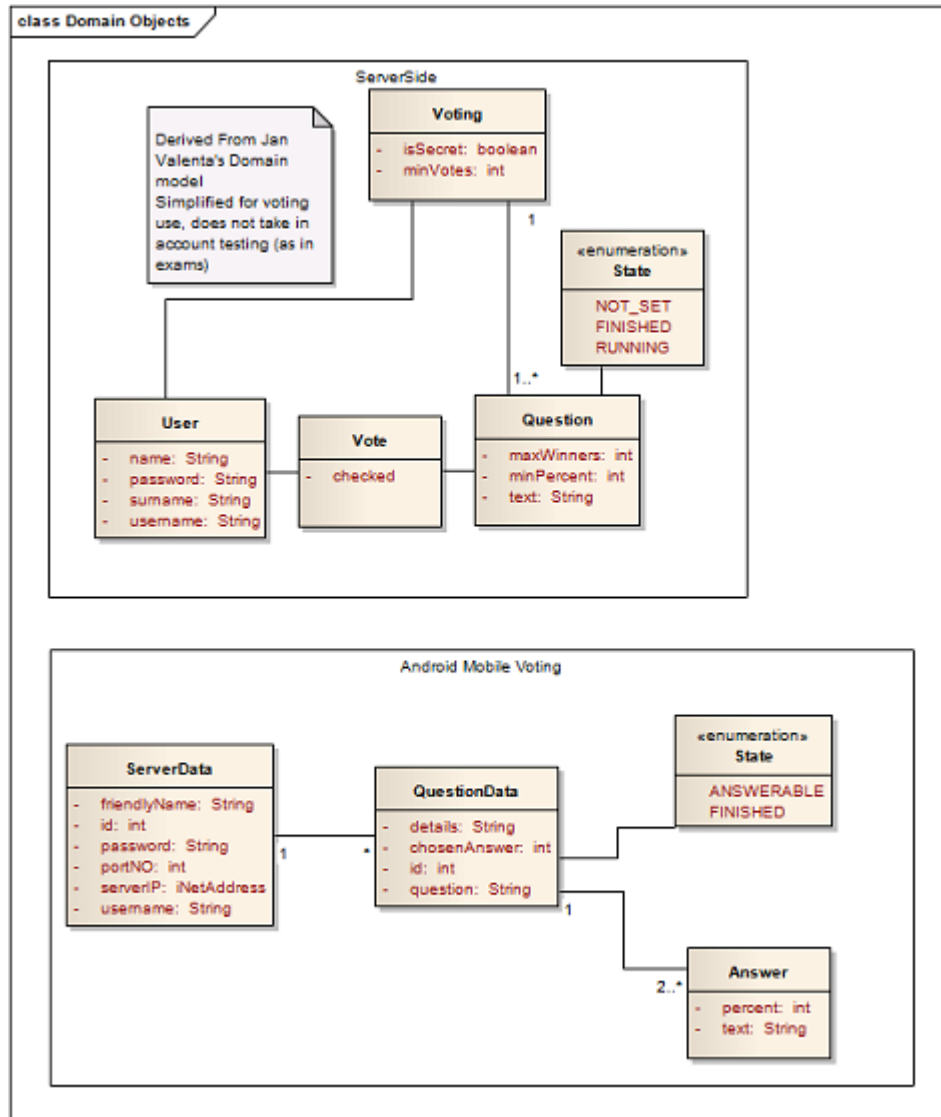 class Domain Objects
ServerSide
Derived From Jan
Valenta's Domain
model
Simplified for voting
use, does not take in
account testing (as in
exams)
Voting
- isSecret: boolean
- minVotes: int
1
1..*
«enumeration»
State
NOT_SET
FINISHED
RUNNING
User
- name: String
- password: String
- surname: String
- username: String
Vote
- checked
Question
- maxWinners: int
- minPercent: int
- text: String
Android Mobile Voting
ServerData
- friendlyName: String
- id: int
- password: String
- portNO: int
- serverIP: iNetAddress
- username: String
1
*
QuestionData
- details: String
- chosenAnswer: int
- id: int
- question: String
1
«enumeration»
State
ANSWERABLE
FINISHED
2..*
Answer
- percent: int
- text: String